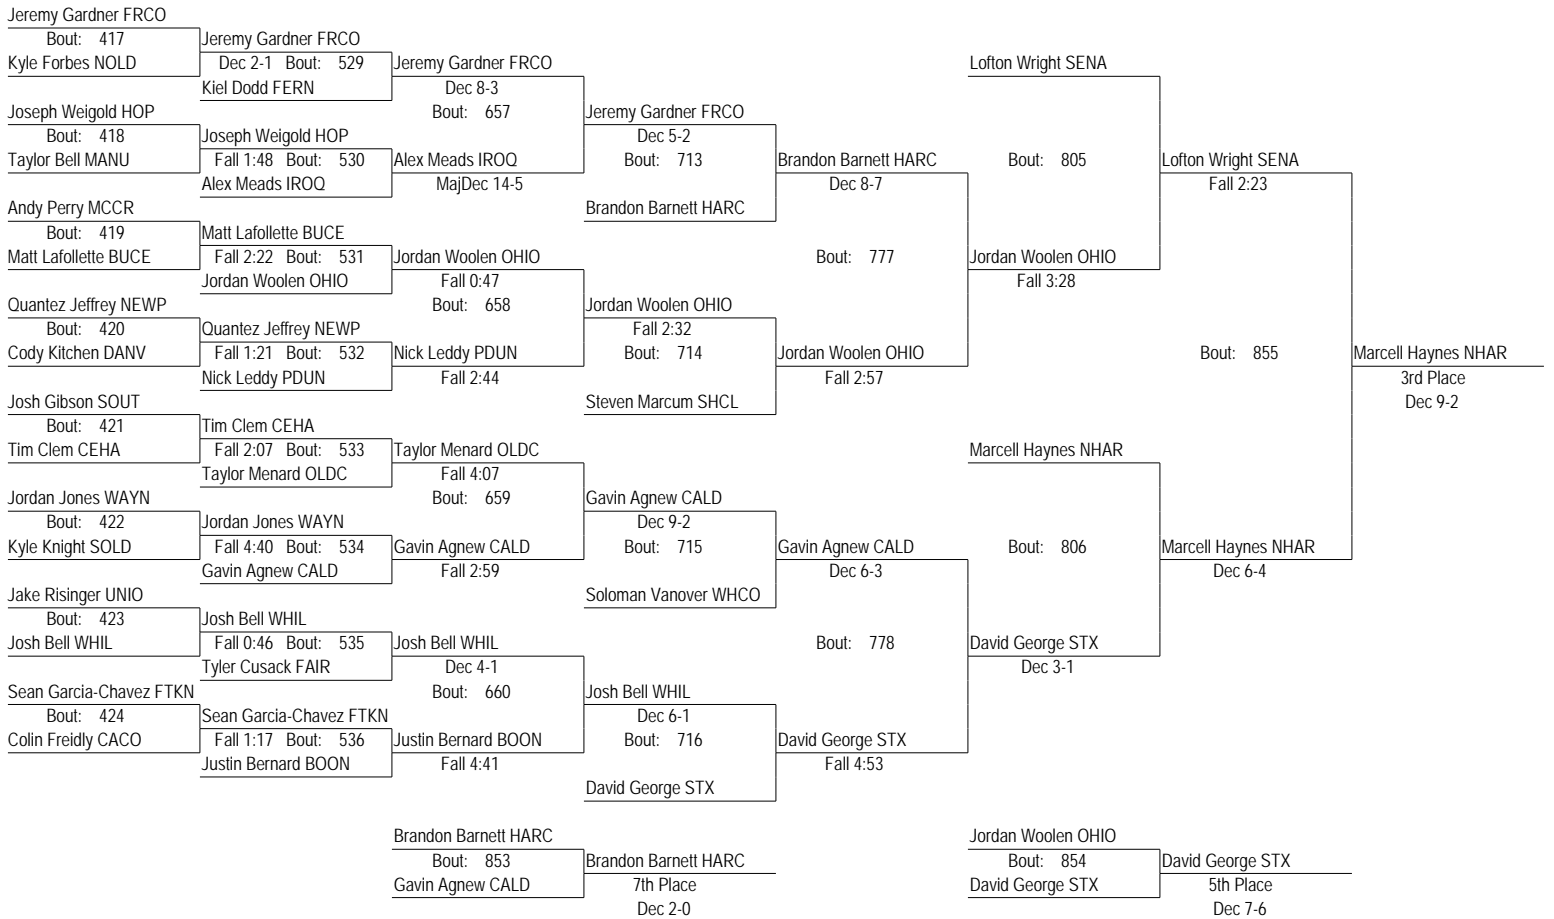 Jeremy Gardner FRCO
Bout: 417
Jeremy Gardner FRCO
Kyle Forbes NOLD
Dec 2-1 Bout: 529
Jeremy Gardner FRCO
Lofton Wright SENA
Kiel Dodd FERN
Dec 8-3
Joseph Weigold HOP
Bout: 657
Jeremy Gardner FRCO
Bout: 418
Joseph Weigold HOP
Dec 5-2
Taylor Bell MANU
Fall 1:48 Bout: 530
Alex Meads IROQ
Bout: 713
Brandon Barnett HARC
Bout: 805
Lofton Wright SENA
Alex Meads IROQ
MajDec 14-5
Dec 8-7
Fall 2:23
Andy Perry MCCR
Brandon Barnett HARC
Bout: 419
Matt Lafollette BUCE
Matt Lafollette BUCE
Fall 2:22 Bout: 531
Jordan Woolen OHIO
Bout: 777
Jordan Woolen OHIO
Jordan Woolen OHIO
Fall 0:47
Fall 3:28
Quantez Jeffrey NEWP
Bout: 658
Jordan Woolen OHIO
Bout: 420
Quantez Jeffrey NEWP
Fall 2:32
Cody Kitchen DANV
Fall 1:21 Bout: 532
Nick Leddy PDUN
Bout: 714
Jordan Woolen OHIO
Bout: 855
Marcell Haynes NHAR
Nick Leddy PDUN
Fall 2:44
Fall 2:57
3rd Place
Josh Gibson SOUT
Steven Marcum SHCL
Dec 9-2
Bout: 421
Tim Clem CEHA
Tim Clem CEHA
Fall 2:07 Bout: 533
Taylor Menard OLDC
Marcell Haynes NHAR
Taylor Menard OLDC
Fall 4:07
Jordan Jones WAYN
Bout: 659
Gavin Agnew CALD
Bout: 422
Jordan Jones WAYN
Dec 9-2
Kyle Knight SOLD
Fall 4:40 Bout: 534
Gavin Agnew CALD
Bout: 715
Gavin Agnew CALD
Bout: 806
Marcell Haynes NHAR
Gavin Agnew CALD
Fall 2:59
Dec 6-3
Dec 6-4
Jake Risinger UNIO
Soloman Vanover WHCO
Bout: 423
Josh Bell WHIL
Josh Bell WHIL
Fall 0:46 Bout: 535
Josh Bell WHIL
Bout: 778
David George STX
Tyler Cusack FAIR
Dec 4-1
Dec 3-1
Sean Garcia-Chavez FTKN
Bout: 660
Josh Bell WHIL
Bout: 424
Sean Garcia-Chavez FTKN
Dec 6-1
Colin Freidly CACO
Fall 1:17 Bout: 536
Justin Bernard BOON
Bout: 716
David George STX
Justin Bernard BOON
Fall 4:41
Fall 4:53
David George STX
Brandon Barnett HARC
Jordan Woolen OHIO
Bout: 853
Brandon Barnett HARC
Bout: 854
David George STX
Gavin Agnew CALD
7th Place
David George STX
5th Place
Dec 2-0
Dec 7-6